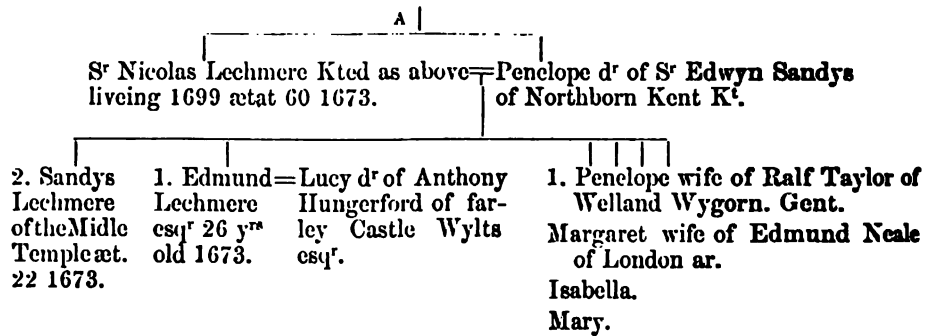 A
Sr Nicolas Lechmere Kted as above=Penelope dr of Sr Edwyn Sandys
liveing 1699 ætat 60 1673.
of Northborn Kent Kt.
2. Sandys
Lechmere
of the Midle
Temple æt.
22 1673.
1. Edmund=Lucy dr of Anthony
Lechmere
esqr 26 yrs
old 1673.
Hungerford of far-
ley Castle Wylts
esqr.
1. Penelope wife of Ralf Taylor of
Welland Wygorn. Gent.
Margaret wife of Edmund Neale
of London ar.
Isabella.
Mary.